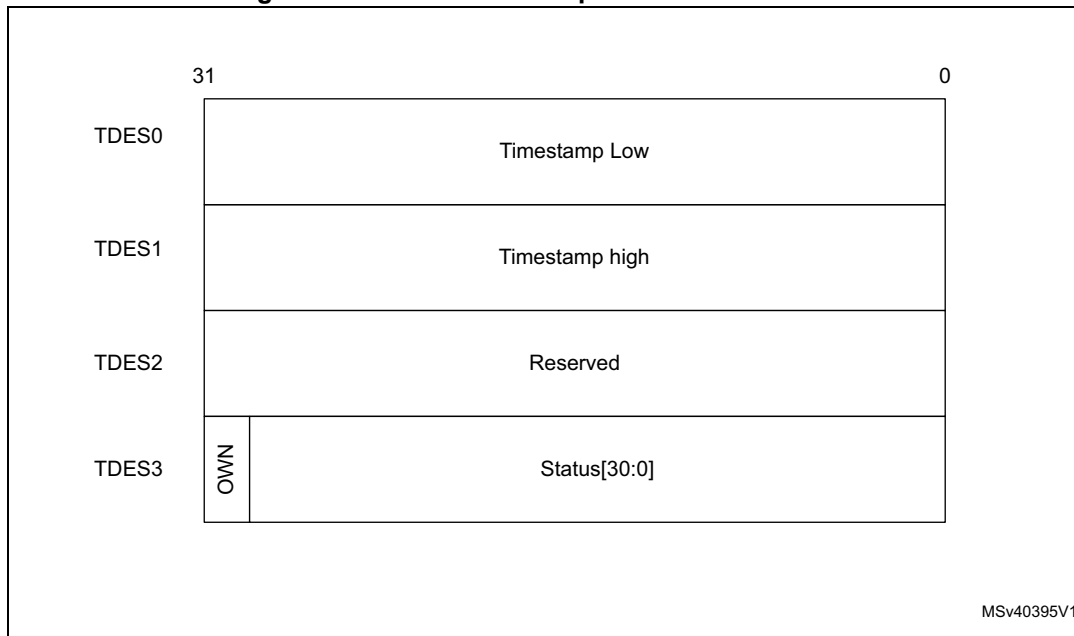 31 0
TDES0 Timestamp Low
TDES1 Timestamp high
TDES2 Reserved
TDES3 OWN Status[30:0]
MSv40395V1